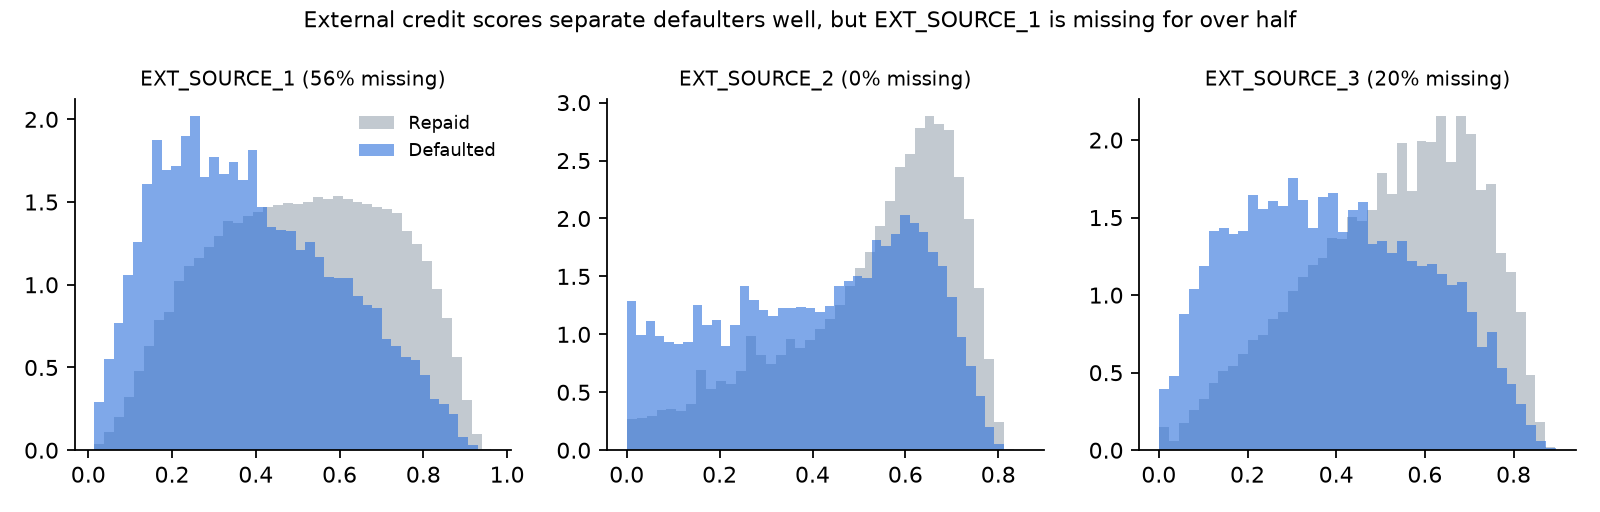 External credit scores separate defaulters well, but EXT_SOURCE_1 is missing for over half
EXT_SOURCE_1 (56% missing)
Repaid
Defaulted
2.0
1.5
1.0
0.5
0.0
0.0 0.2 0.4 0.6 0.8 1.0
EXT_SOURCE_2 (0% missing)
3.0
2.5
2.0
1.5
1.0
0.5
0.0
0.0 0.2 0.4 0.6 0.8
EXT_SOURCE_3 (20% missing)
2.0
1.5
1.0
0.5
0.0
0.0 0.2 0.4 0.6 0.8